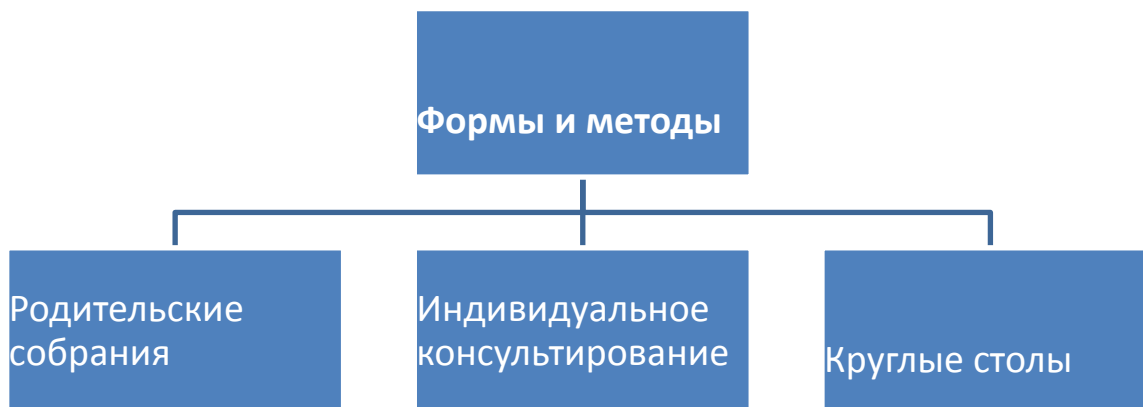 Формы и методы
Родительские
собрания
Индивидуальное
консультирование
Круглые столы